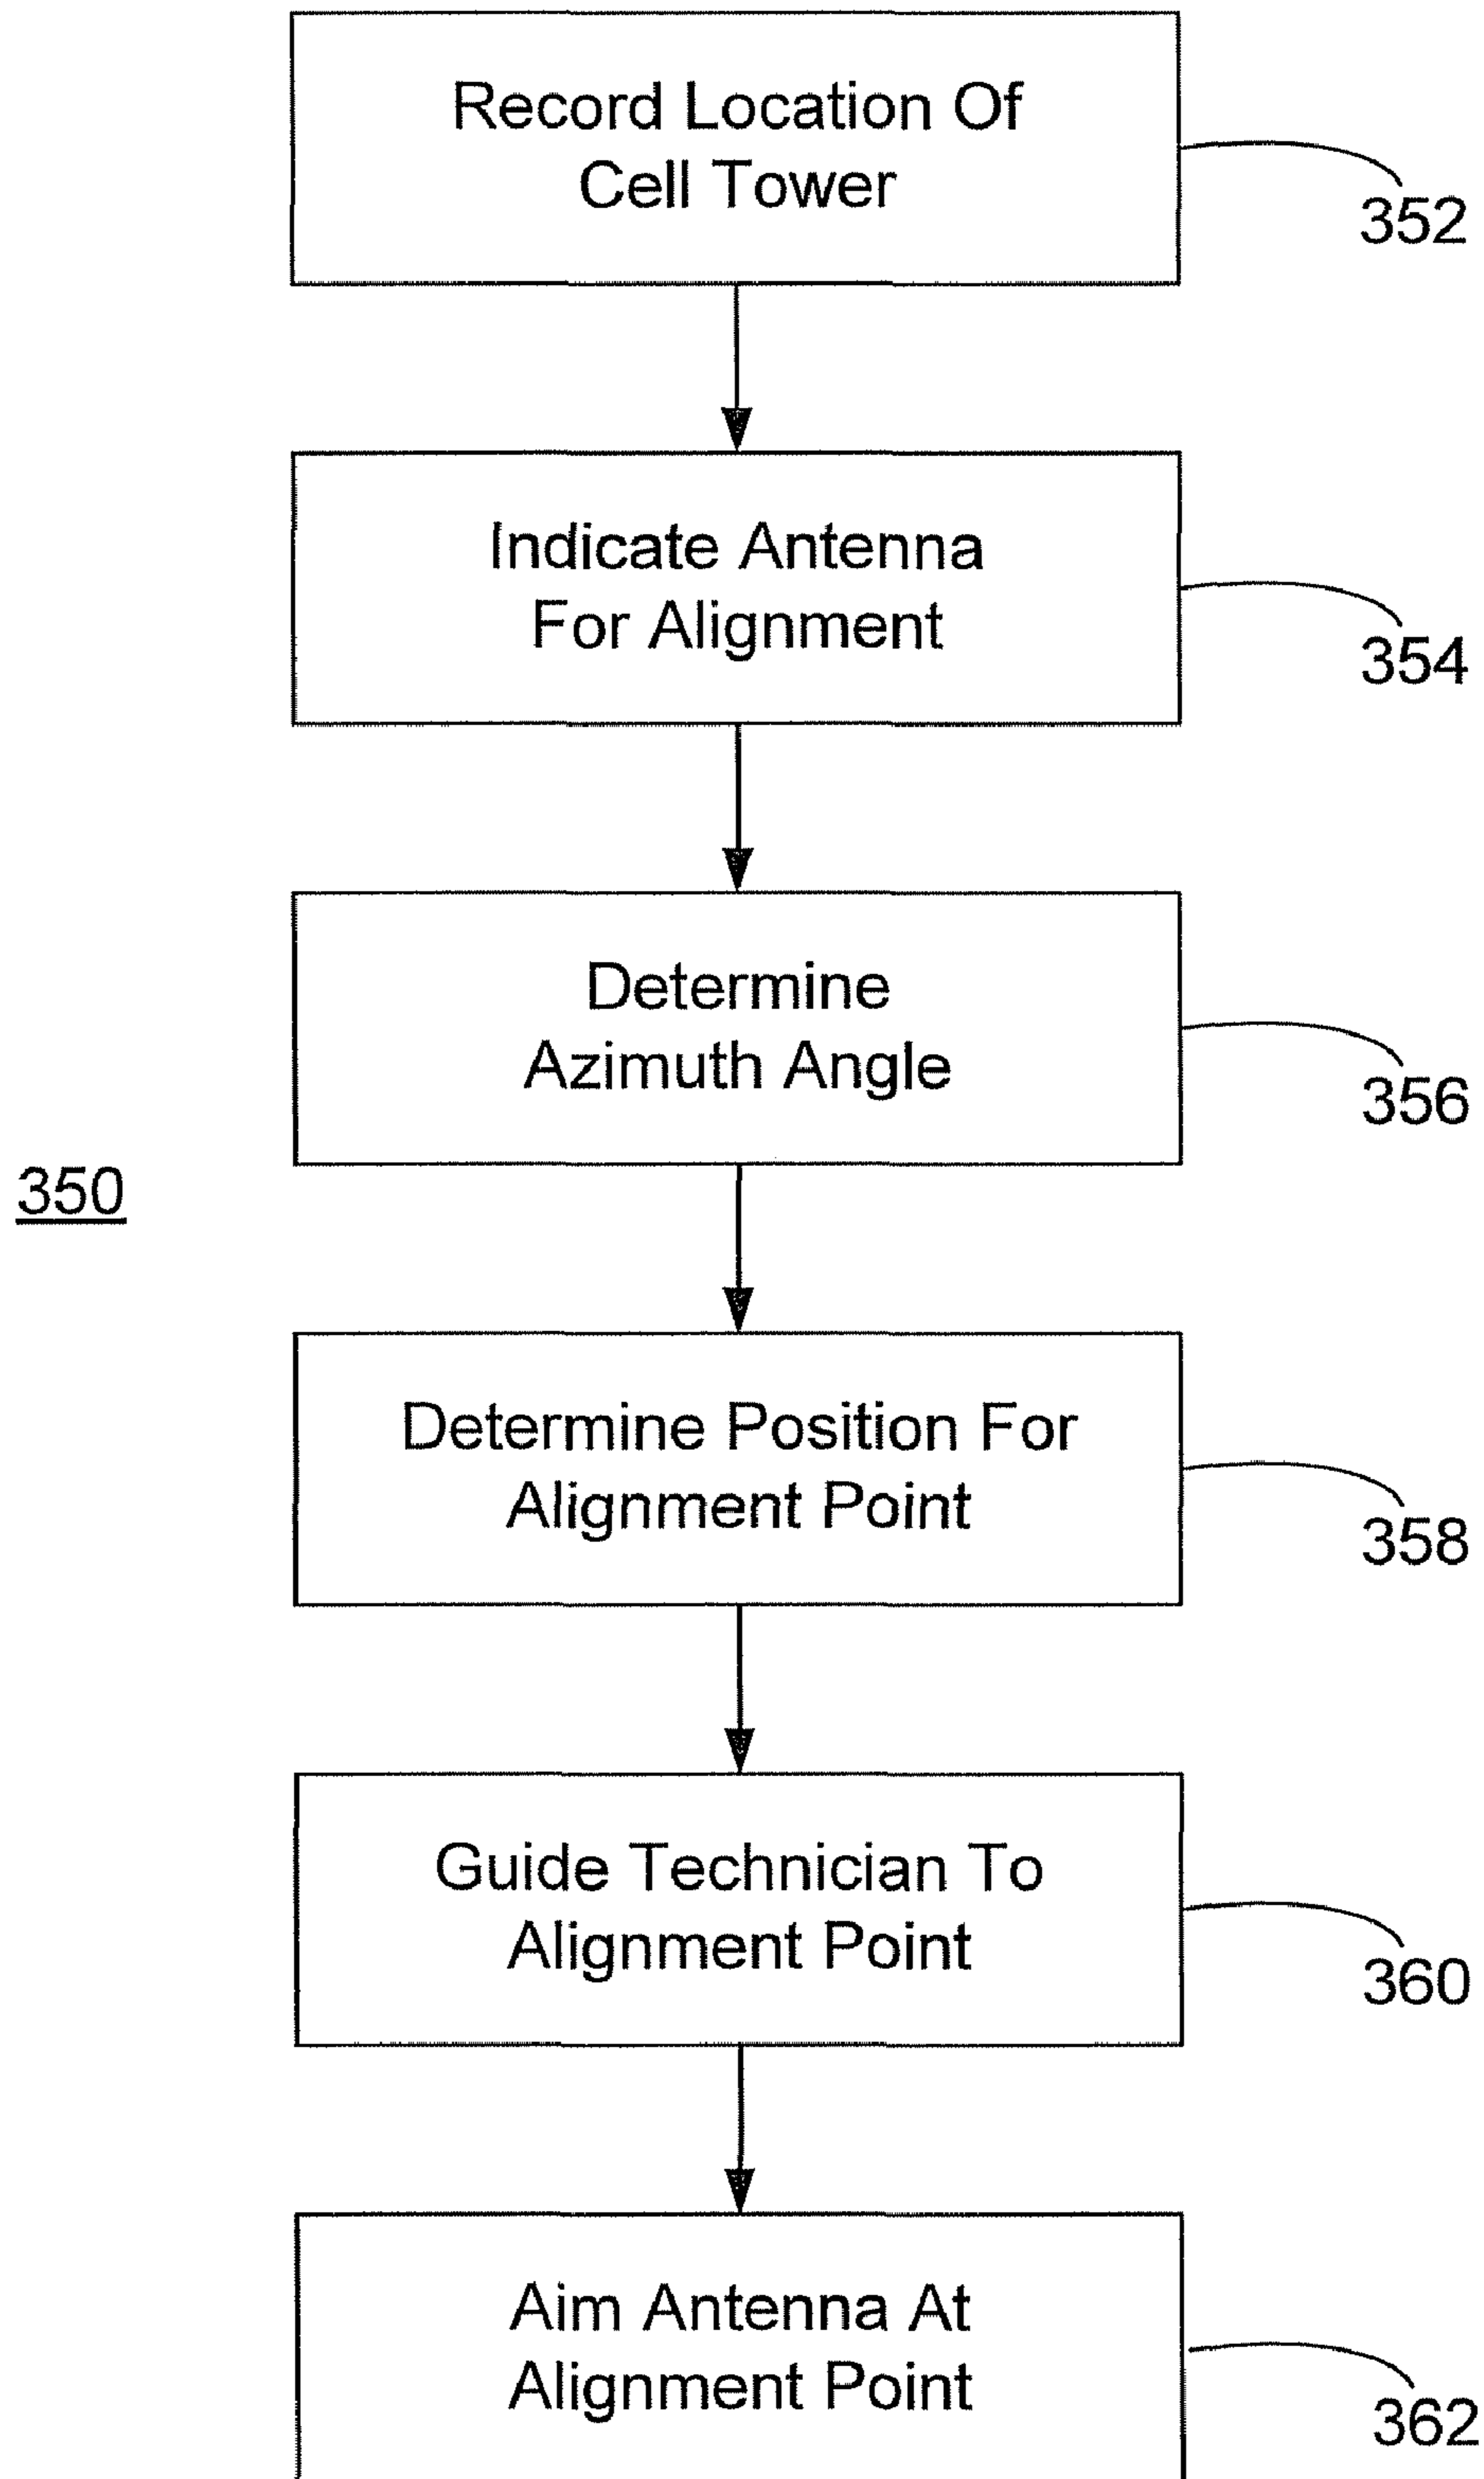 Record Location Of
Cell Tower
352
Indicate Antenna
For Alignment
354
Determine
Azimuth Angle
356
350
Determine Position For
Alignment Point
358
Guide Technician To
Alignment Point
360
Aim Antenna At
Alignment Point
362